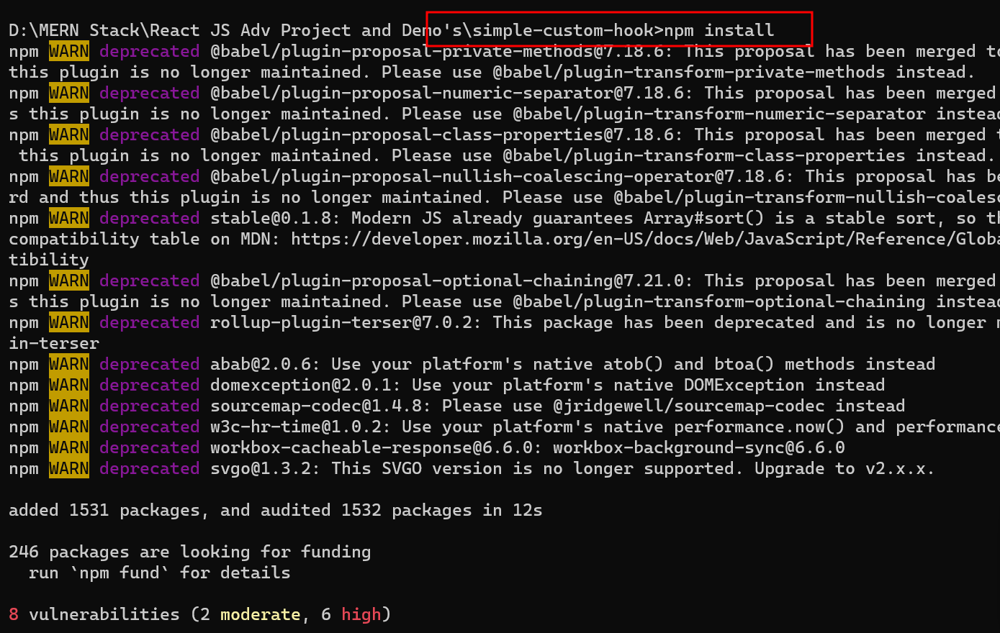 D:\MERN Stack\React JS Adv Project and Demo's\simple-custom-hook>npm install
npm WARN deprecated @babel/plugin-proposal-private-methods@7.18.6: This proposal has been merged to
this plugin is no longer maintained. Please use @babel/plugin-transform-private-methods instead.
npm WARN deprecated @babel/plugin-proposal-numeric-separator@7.18.6: This proposal has been merged
s this plugin is no longer maintained. Please use @babel/plugin-transform-numeric-separator instead
npm WARN deprecated @babel/plugin-proposal-class-properties@7.18.6: This proposal has been merged t
this plugin is no longer maintained. Please use @babel/plugin-transform-class-properties instead.
npm WARN deprecated @babel/plugin-proposal-nullish-coalescing-operator@7.18.6: This proposal has be
rd and thus this plugin is no longer maintained. Please use @babel/plugin-transform-nullish-coalesc
npm WARN deprecated stable@0.1.8: Modern JS already guarantees Array#sort() is a stable sort, so th
compatibility table on MDN: https://developer.mozilla.org/en-US/docs/Web/JavaScript/Reference/Globa
tibility
npm WARN deprecated @babel/plugin-proposal-optional-chaining@7.21.0: This proposal has been merged
s this plugin is no longer maintained. Please use @babel/plugin-transform-optional-chaining instead
npm WARN deprecated rollup-plugin-terser@7.0.2: This package has been deprecated and is no longer m
in-terser
npm WARN deprecated abab@2.0.6: Use your platform's native atob() and btoa() methods instead
npm WARN deprecated domexception@2.0.1: Use your platform's native DOMException instead
npm WARN deprecated sourcemap-codec@1.4.8: Please use @jridgewell/sourcemap-codec instead
npm WARN deprecated w3c-hr-time@1.0.2: Use your platform's native performance.now() and performance
npm WARN deprecated workbox-cacheable-response@6.6.0: workbox-background-sync@6.6.0
npm WARN deprecated svgo@1.3.2: This SVGO version is no longer supported. Upgrade to v2.x.x.
added 1531 packages, and audited 1532 packages in 12s
246 packages are looking for funding
run `npm fund` for details
8 vulnerabilities (2 moderate, 6 high)